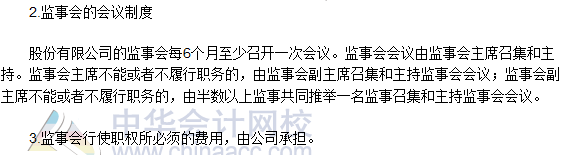 2.监事会的会议制度
股份有限公司的监事会每6个月至少召开一次会议。监事会会议由监事会主席召集和主
持。监事会主席不能或者不履行职务的，由监事会副主席召集和主持监事会会议；监事会副
主席不能或者不履行职务的，由半数以上监事共同推举一名监事召集和主持监事会会议。
中华会计网校
3.监事会行使职权所必须的费用，由公司承担。
www.chinaacc.com